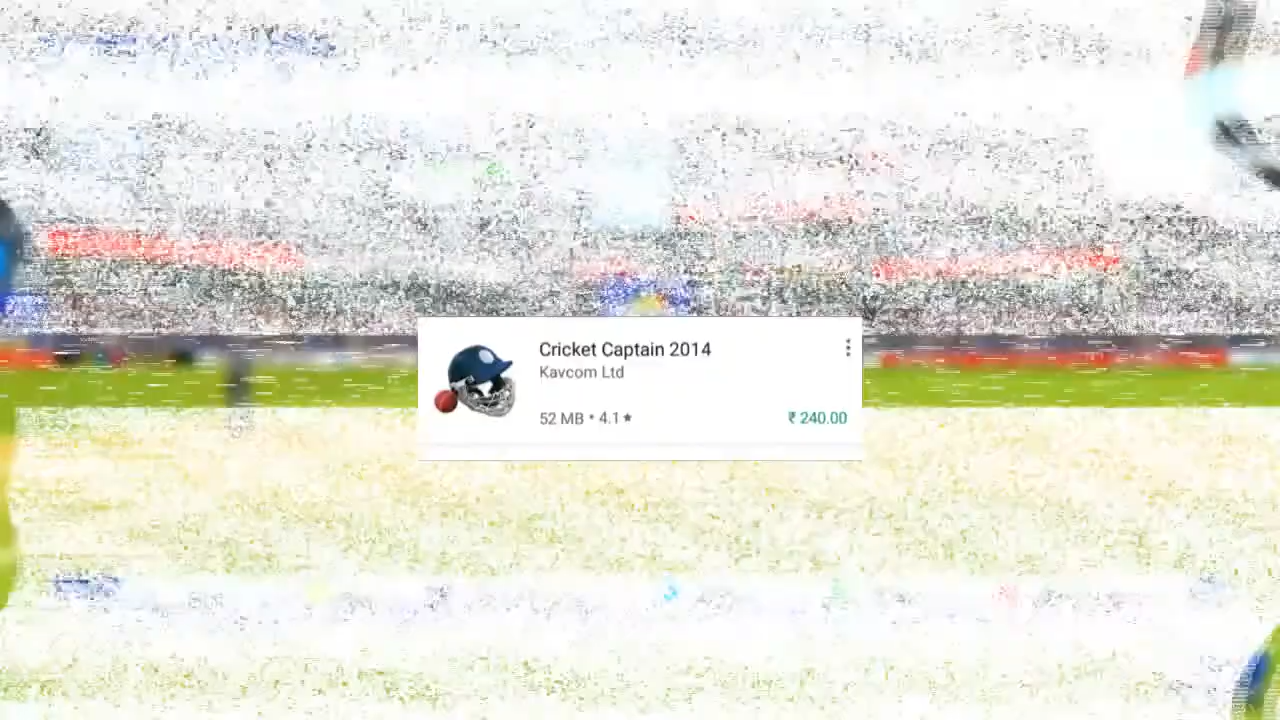 Cricket Captain 2014
Kavcom Ltd
52 MB • 4.1 ★
₹ 240.00